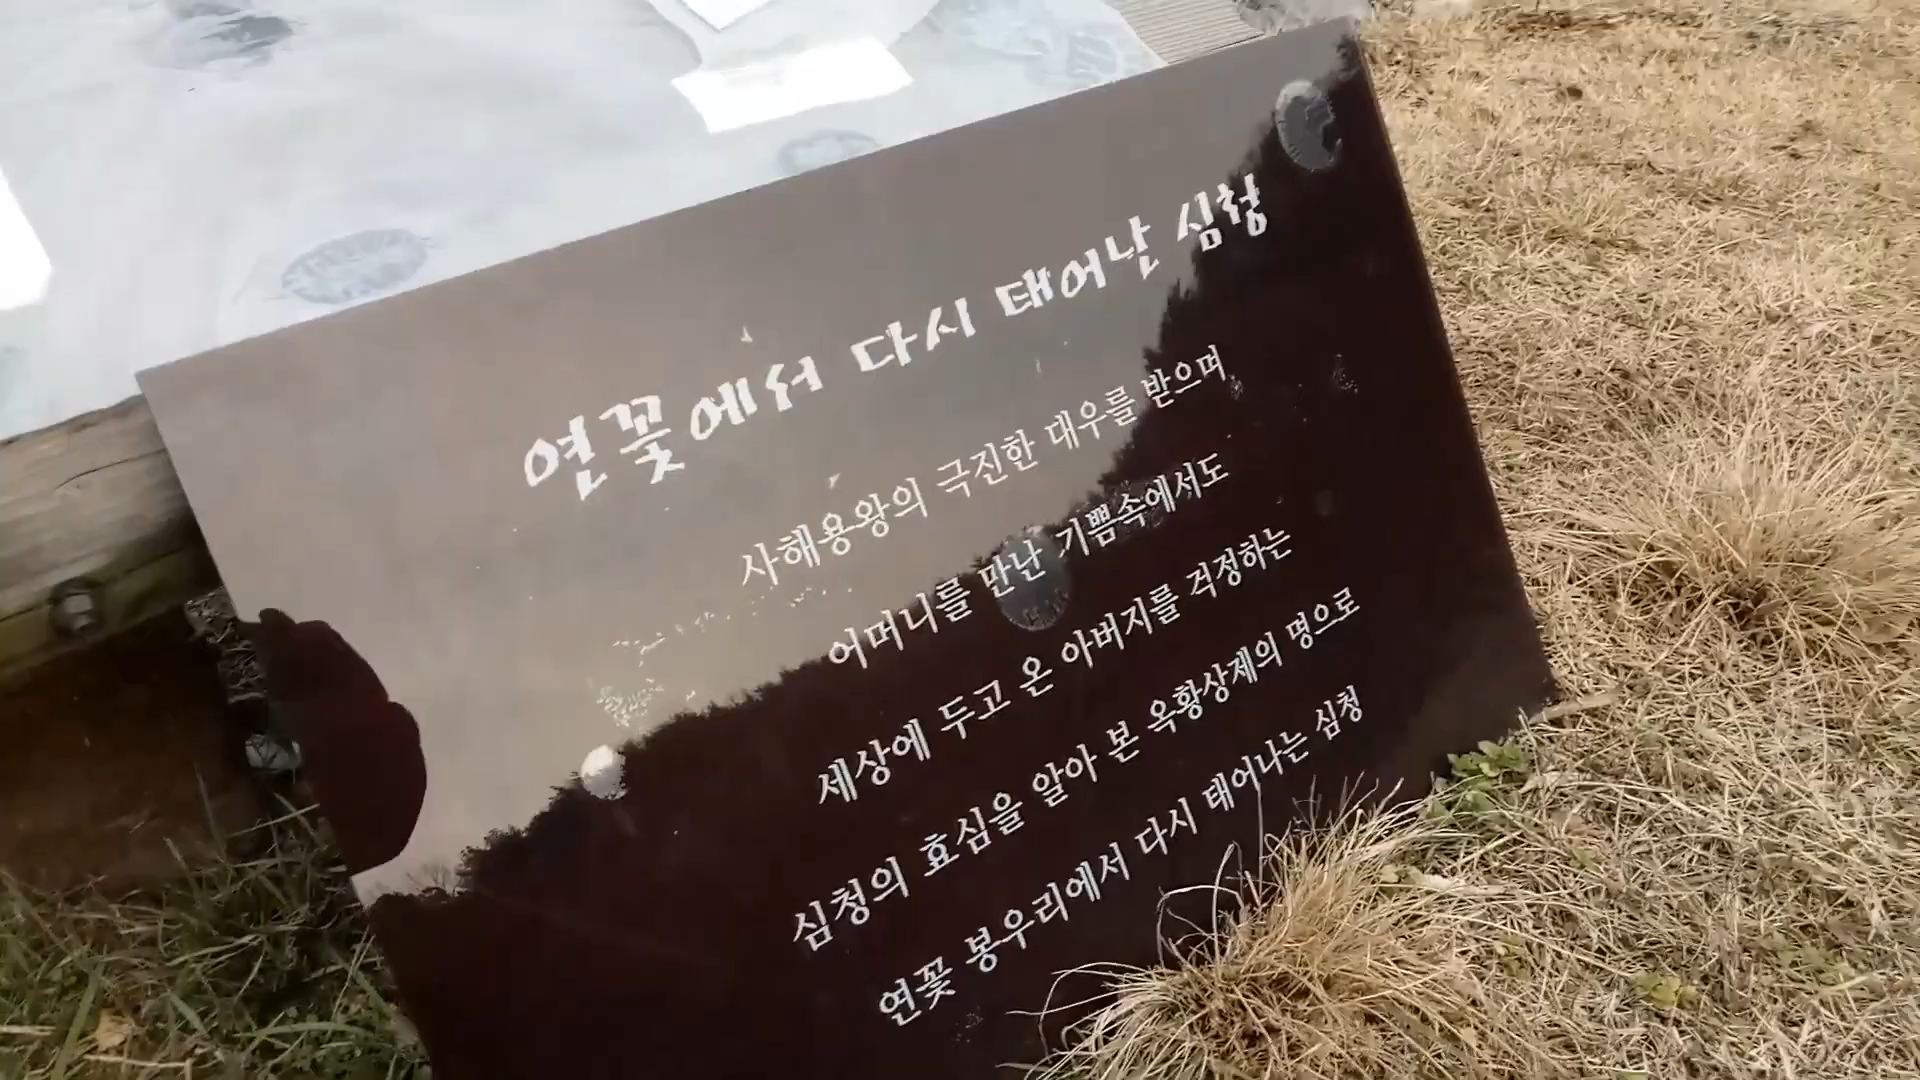 연꽃에서 다시 태어난 심청
사해용왕의 극진한 대우를 받으며
어머니를 만난 기쁨속에서도
세상에 두고 온 아버지를 걱정하는
심청의 효심을 알아 본 옥황상제의 명으로
연꽃 봉우리에서 다시 태어나는 심청